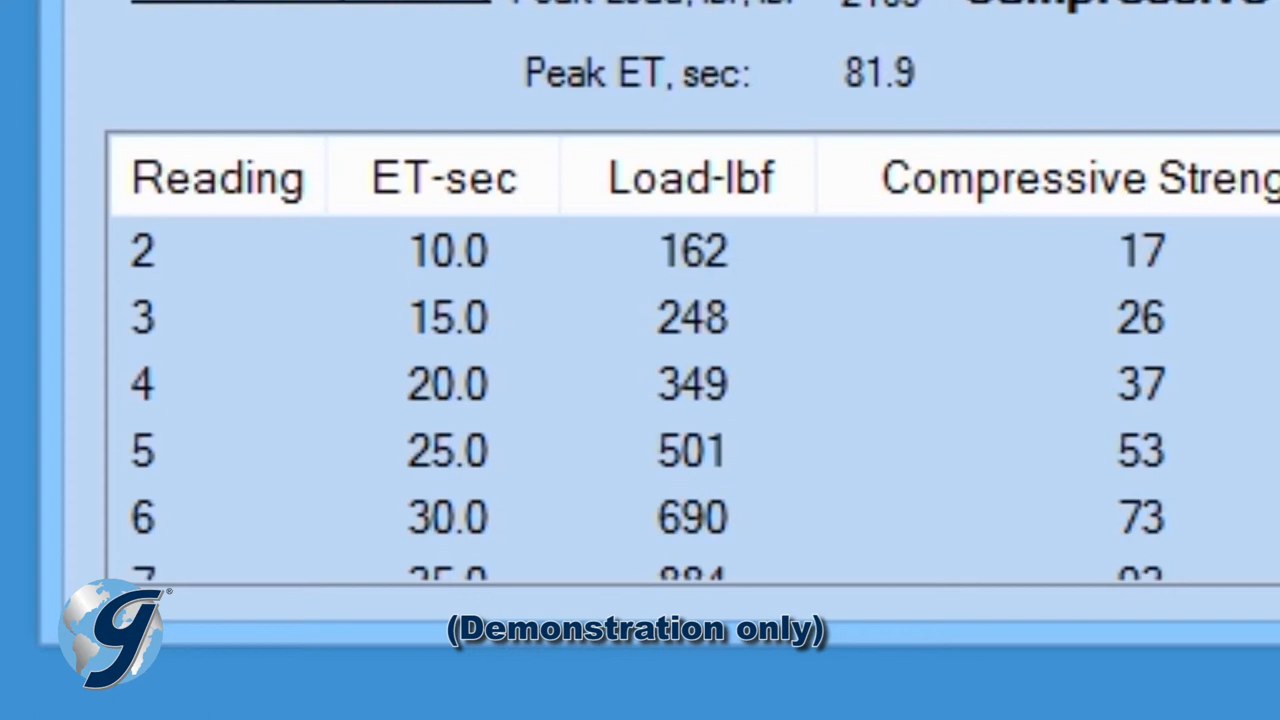 Peak ET, sec: 81.9
Reading ET-sec Load-lbf Compressive Streng
2 10.0 162 17
3 15.0 248 26
4 20.0 349 37
5 25.0 501 53
6 30.0 690 73
g®
(Demonstration only)